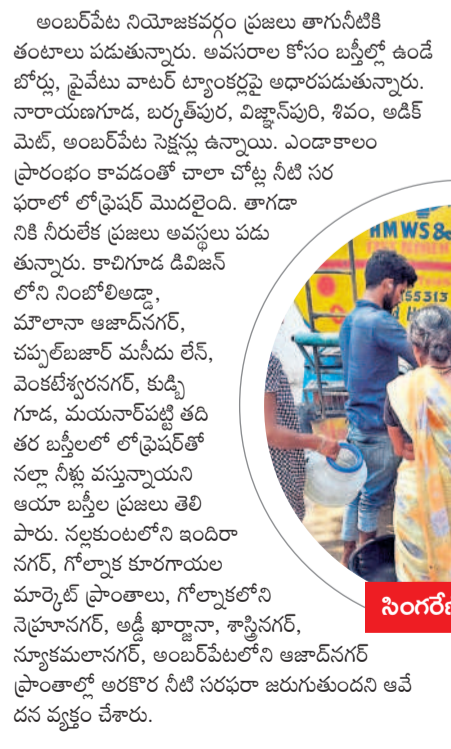 అంబర్‌పేట నియోజకవర్గం ప్రజలు తాగునీటికి
తంటాలు పడుతున్నారు. అవసరాల కోసం బస్తీల్లో ఉండే
బోర్లు, ప్రైవేటు వాటర్ ట్యాంకర్లపై అధారపడుతున్నారు.
నారాయణగూడ, బర్కత్‌పుర, విజ్ఞాన్‌పురి, శివం, అడిక్
మెట్, అంబర్‌పేట సెక్షన్లు ఉన్నాయి. ఎండాకాలం
ప్రారంభం కావడంతో చాలా చోట్ల నీటి సర
ఫరాలో లోప్రెషర్ మొదలైంది. తాగడా
నికి నీరులేక ప్రజలు అవస్థలు పడు
తున్నారు. కాచిగూడ డివిజన్
లోని నింబోలిఅడ్డా,
మౌలానా ఆజాద్‌నగర్,
చప్పల్‌బజార్ మసీదు లేన్,
వెంకటేశ్వరనగర్, కుడ్బి
గూడ, మయనార్‌పట్టి తది
తర బస్తీలలో లోప్రెషర్‌తో
నల్లా నీళ్లు వస్తున్నాయని
ఆయా బస్తీల ప్రజలు తెలి
పారు. నల్లకుంటలోని ఇందిరా
నగర్, గోల్నాక కూరగాయల
మార్కెట్ ప్రాంతాలు, గోల్నాకలోని
నెహ్రూనగర్, అడ్డీ ఖార్ఖానా, శాస్త్రినగర్,
న్యూకమలానగర్, అంబర్‌పేటలోని ఆజాద్‌నగర్
ప్రాంతాల్లో అరకొర నీటి సరఫరా జరుగుతుందని ఆవే
దన వ్యక్తం చేశారు.
HMWS&
55313
సింగరేణ